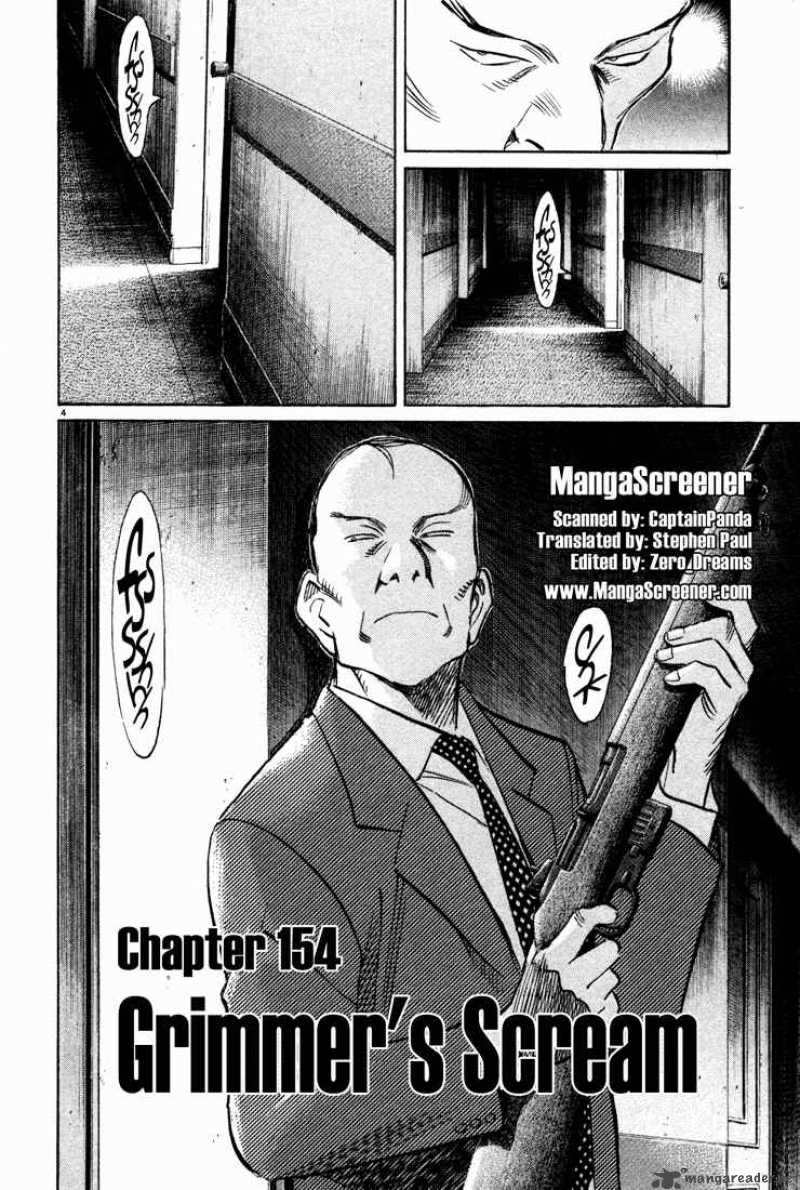 4
MangaScreener
Scanned by: CaptainPanda
Translated by: Stephen Paul
Edited by: Zero_Dreams
www.MangaScreener.com
Chapter 154
Grimmer's Scream